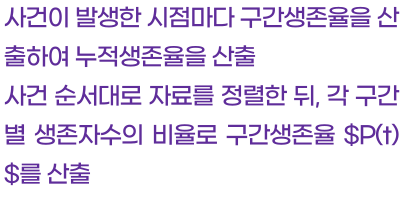 사건이 발생한 시점마다 구간생존율을 산
출하여 누적생존율을 산출
사건 순서대로 자료를 정렬한 뒤, 각 구간
별 생존자수의 비율로 구간생존율 $P(t)
$를 산출